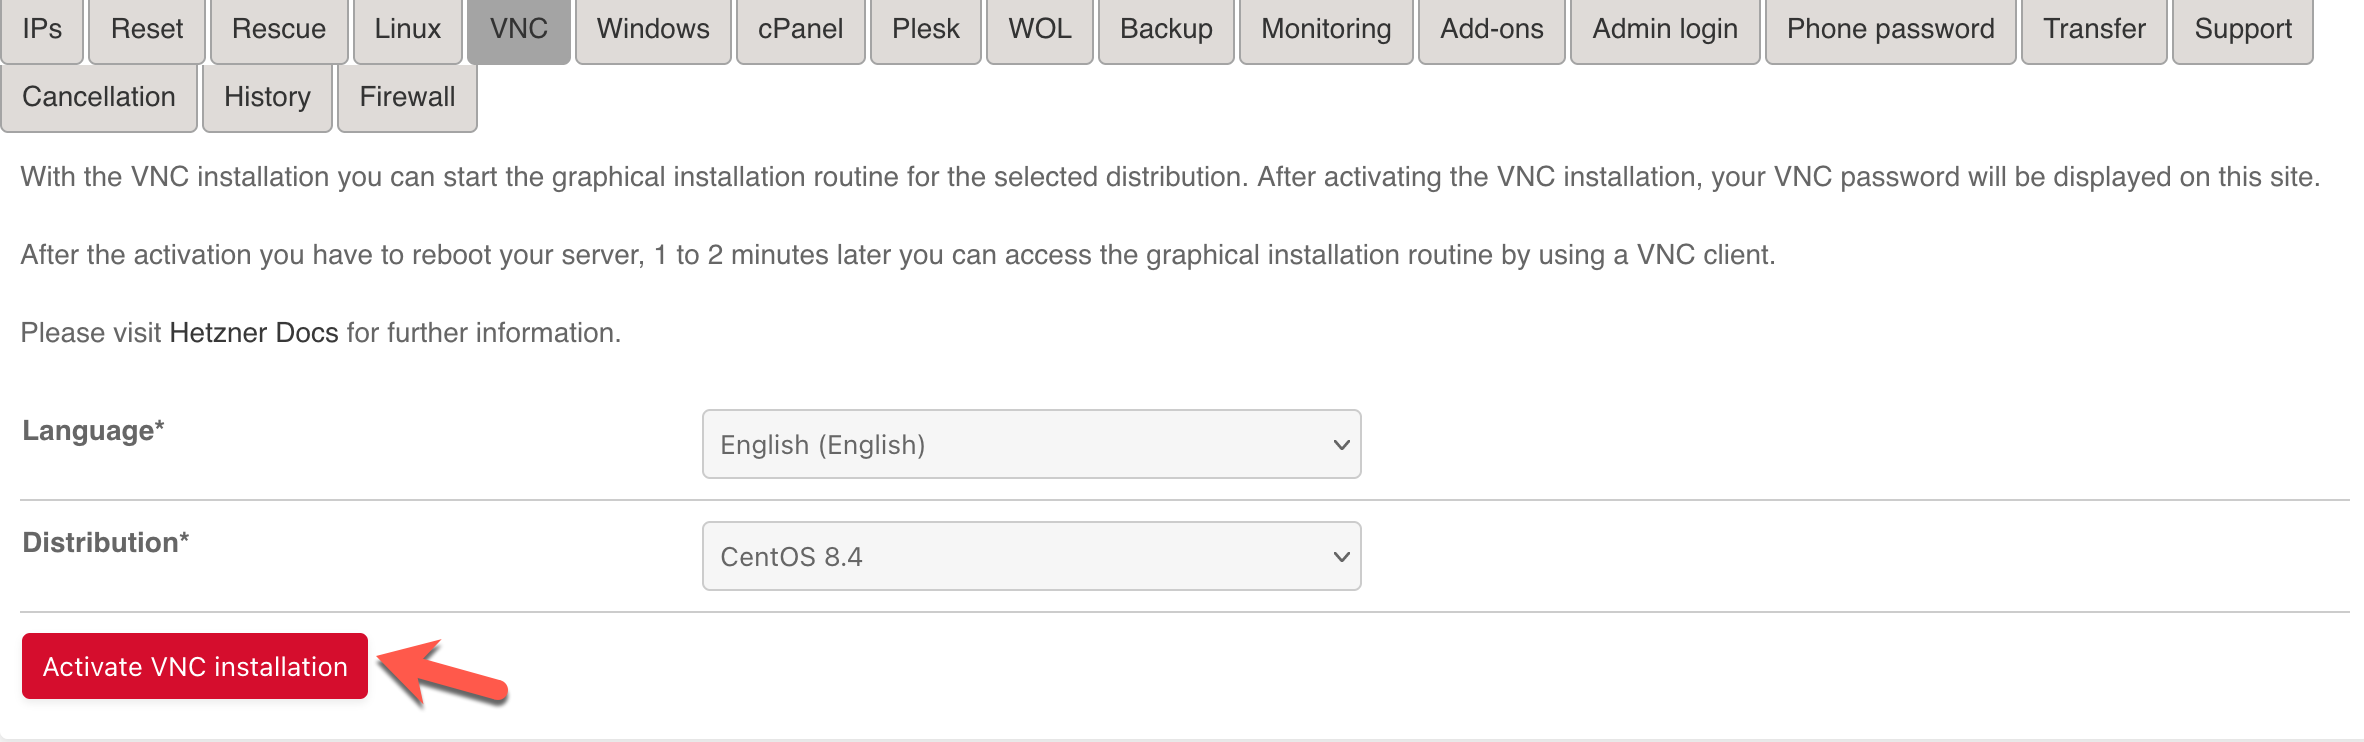 IPs Reset Rescue Linux VNC Windows cPanel Plesk WOL Backup Monitoring Add-ons Admin login Phone password Transfer Support
Cancellation History Firewall
With the VNC installation you can start the graphical installation routine for the selected distribution. After activating the VNC installation, your VNC password will be displayed on this site.
After the activation you have to reboot your server, 1 to 2 minutes later you can access the graphical installation routine by using a VNC client.
Please visit Hetzner Docs for further information.
Language* English (English)
Distribution* CentOS 8.4
Activate VNC installation